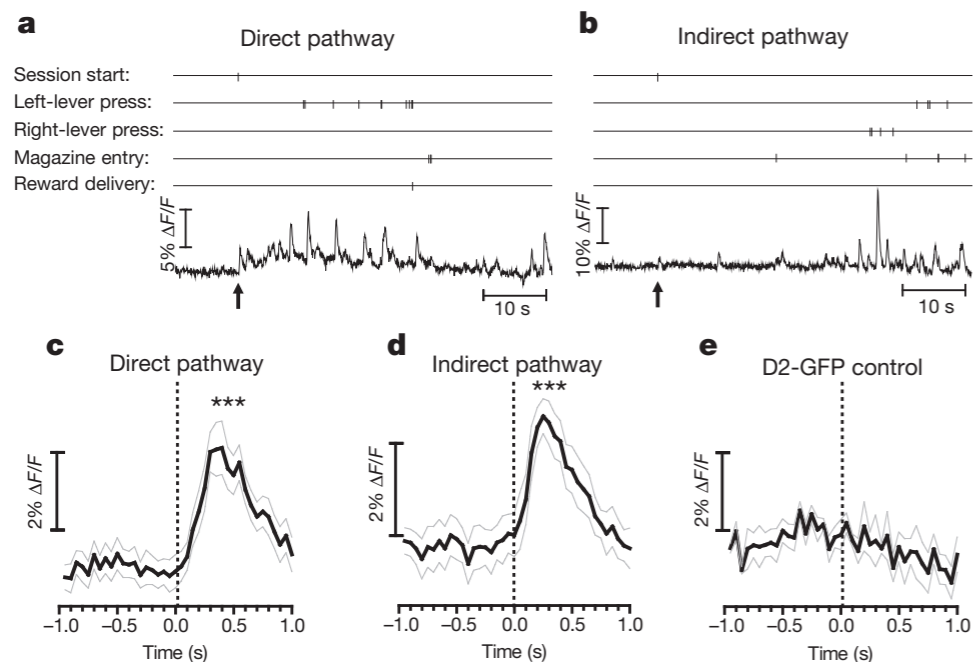 a
Direct pathway
b
Indirect pathway
Session start:
Left-lever press:
Right-lever press:
Magazine entry:
Reward delivery:
5% ΔF/F
10 s
10% ΔF/F
10 s
c
Direct pathway
***
2% ΔF/F
−1.0 −0.5 0.0 0.5 1.0
Time (s)
d
Indirect pathway
***
2% ΔF/F
−1.0 −0.5 0.0 0.5 1.0
Time (s)
e
D2-GFP control
2% ΔF/F
−1.0 −0.5 0.0 0.5 1.0
Time (s)